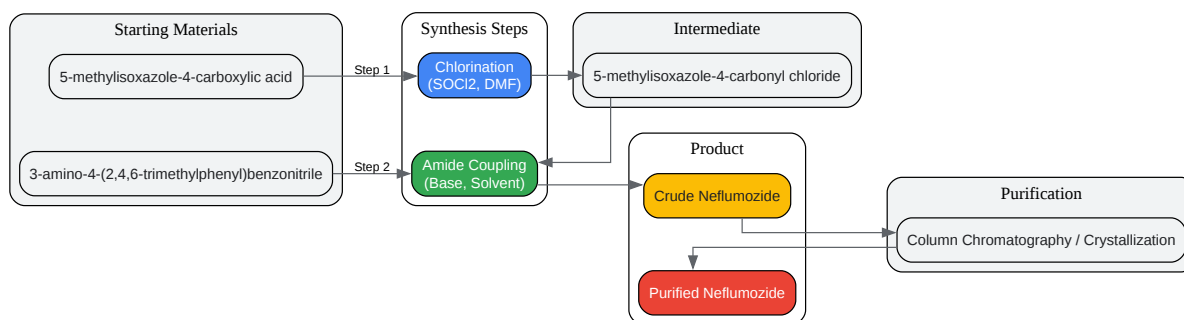 Starting Materials
Synthesis Steps
Intermediate
5-methylisoxazole-4-carboxylic acid
Step 1
Chlorination
(SOCl2, DMF)
5-methylisoxazole-4-carbonyl chloride
3-amino-4-(2,4,6-trimethylphenyl)benzonitrile
Step 2
Amide Coupling
(Base, Solvent)
Product
Crude Neflumozide
Purification
Column Chromatography / Crystallization
Purified Neflumozide